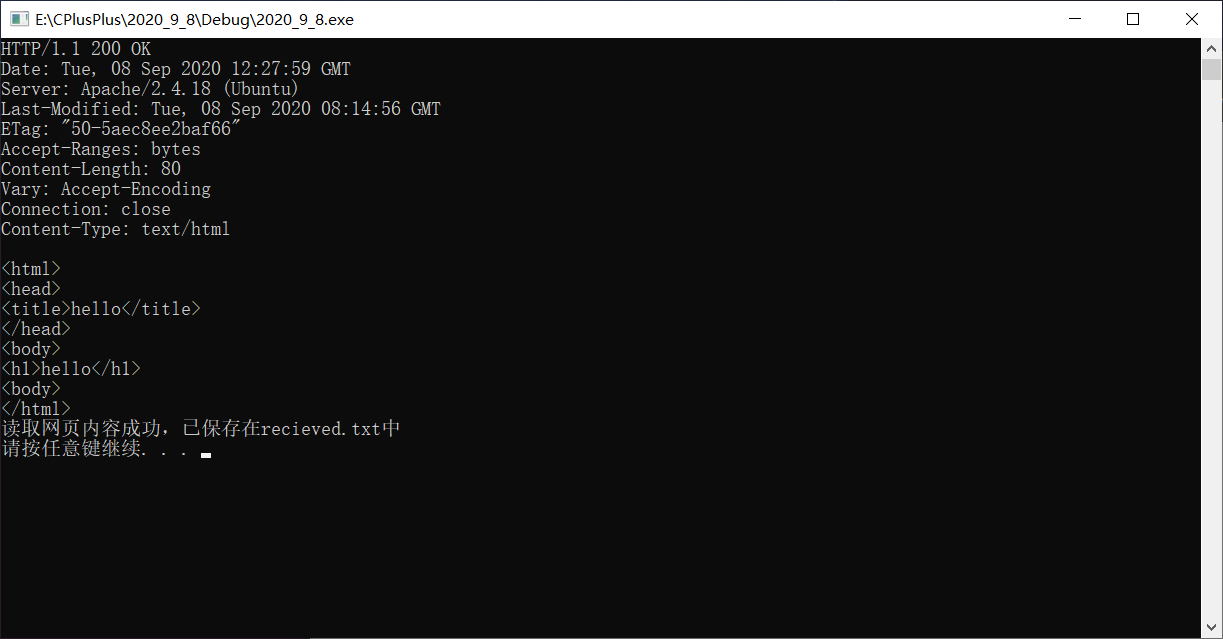 E:\CPlusPlus\2020_9_8\Debug\2020_9_8.exe
HTTP/1.1 200 OK
Date: Tue, 08 Sep 2020 12:27:59 GMT
Server: Apache/2.4.18 (Ubuntu)
Last-Modified: Tue, 08 Sep 2020 08:14:56 GMT
ETag: "50-5aec8ee2baf66"
Accept-Ranges: bytes
Content-Length: 80
Vary: Accept-Encoding
Connection: close
Content-Type: text/html

<html>
<head>
<title>hello</title>
</head>
<body>
<h1>hello</h1>
<body>
</html>
读取网页内容成功，已保存在recieved.txt中
请按任意键继续. . .